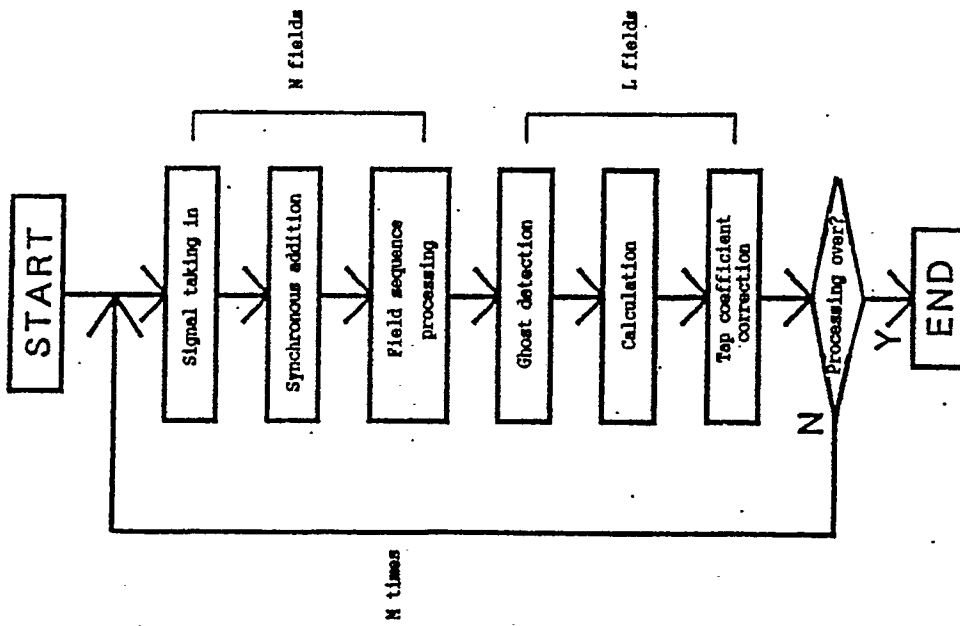 START
Signal taking in
Synchronous addition
Field sequence
processing
N fields
Ghost detection
Calculation
Tap coefficient
correction
L fields
Processing over?
N
Y
M times
END